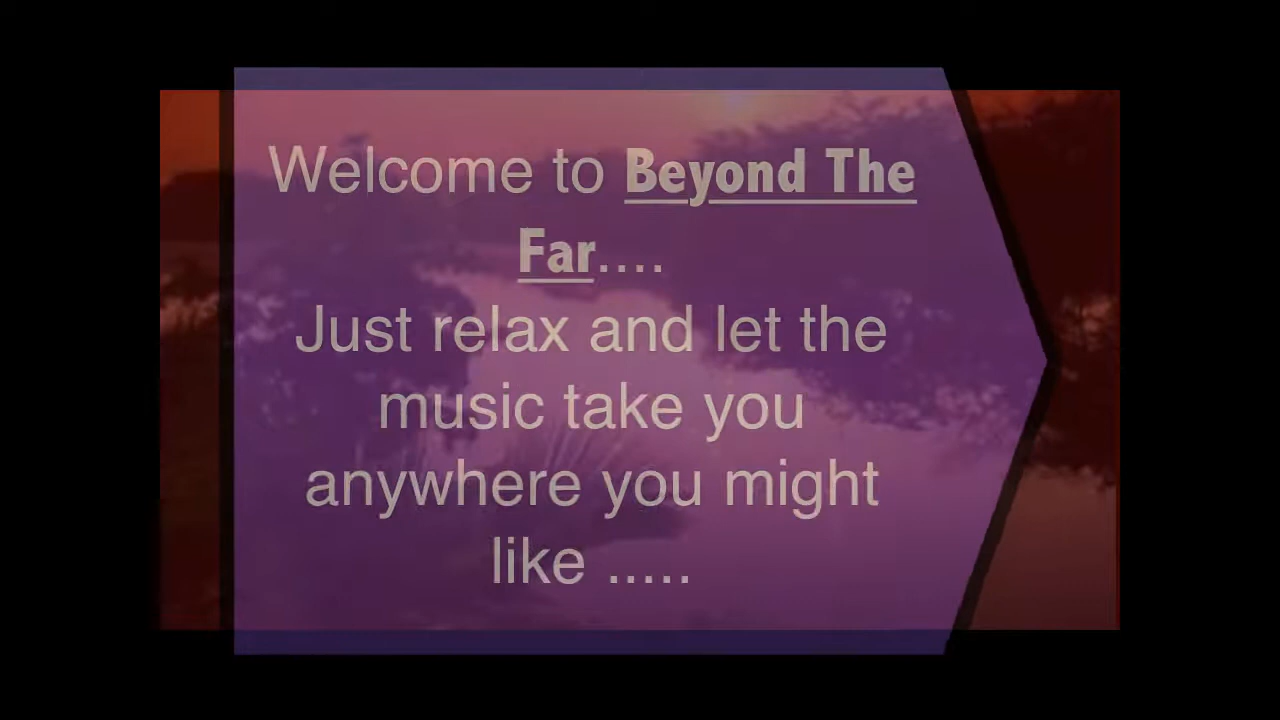 Welcome to Beyond The
Far....
Just relax and let the
music take you
anywhere you might
like .....